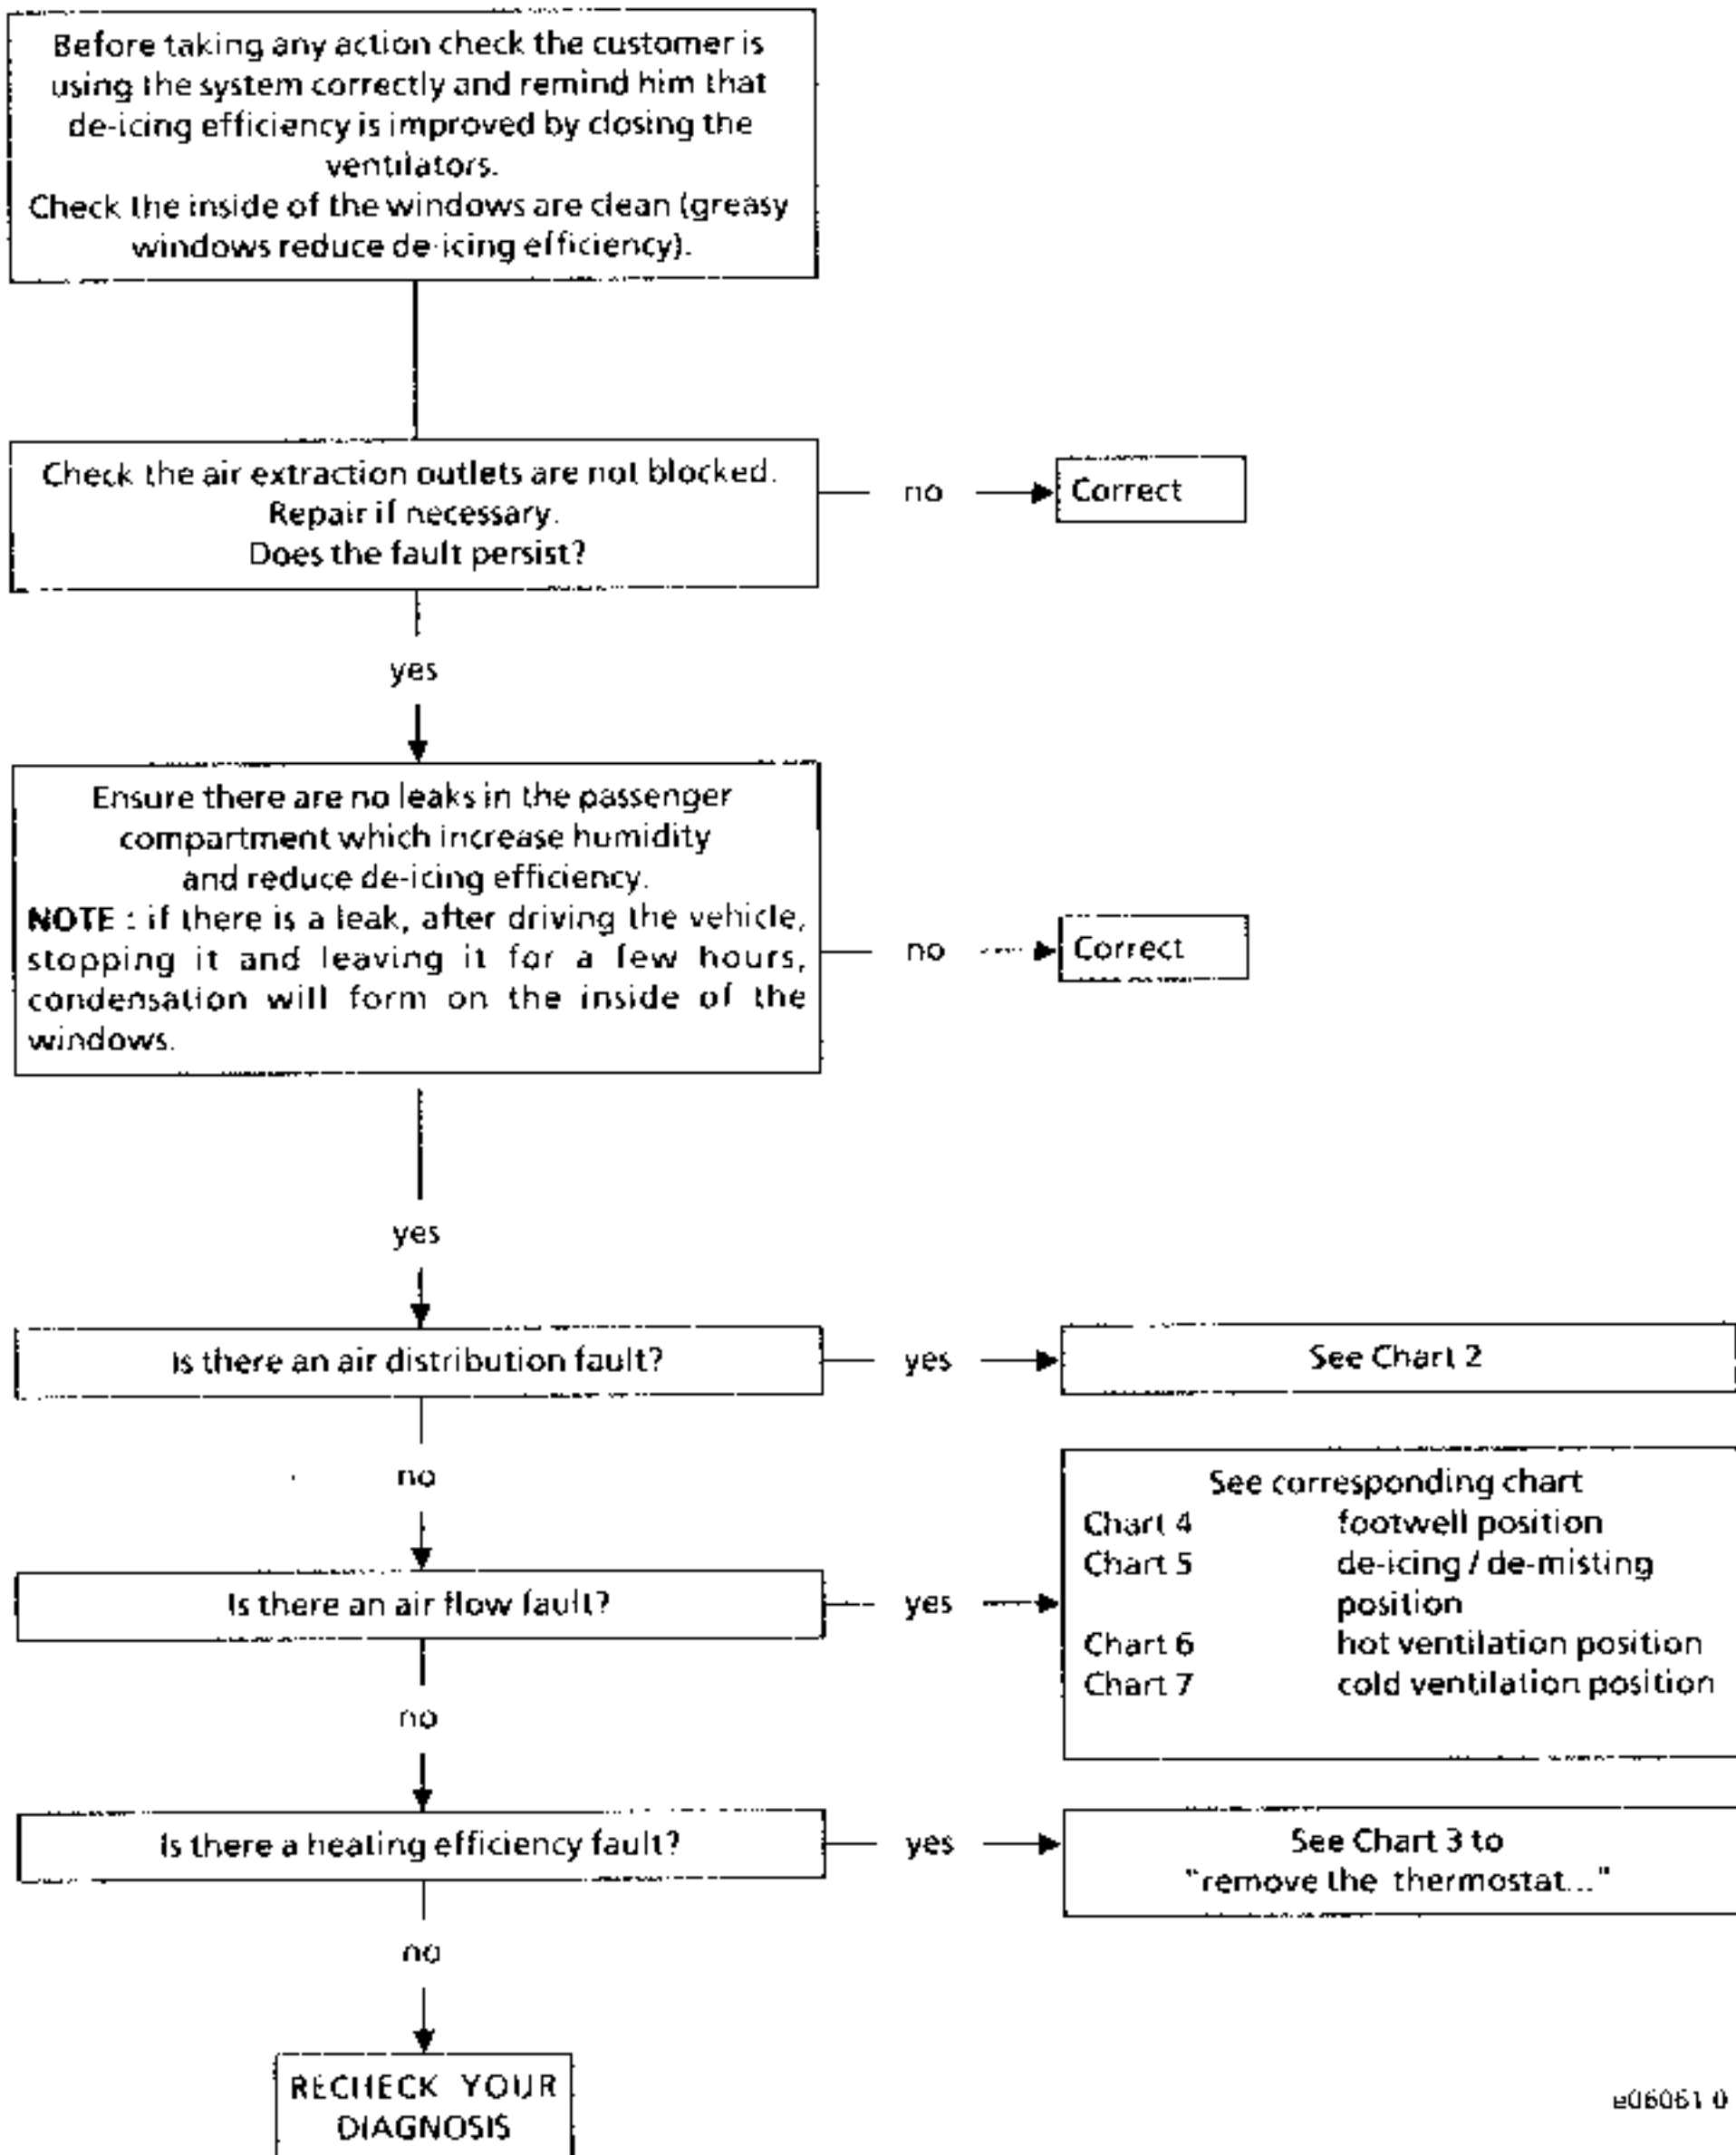 Before taking any action check the customer is
using the system correctly and remind him that
de-icing efficiency is improved by closing the
ventilators.
Check the inside of the windows are clean (greasy
windows reduce de-icing efficiency).
Check the air extraction outlets are not blocked.
Repair if necessary.
Does the fault persist?
no
Correct
yes
Ensure there are no leaks in the passenger
compartment which increase humidity
and reduce de-icing efficiency.
NOTE : if there is a leak, after driving the vehicle,
stopping it and leaving it for a few hours,
condensation will form on the inside of the
windows.
no
Correct
yes
Is there an air distribution fault?
yes
See Chart 2
no
Is there an air flow fault?
yes
See corresponding chart
Chart 4 footwell position
Chart 5 de-icing / de-misting
position
Chart 6 hot ventilation position
Chart 7 cold ventilation position
no
Is there a heating efficiency fault?
yes
See Chart 3 to
"remove the thermostat..."
no
RECHECK YOUR
DIAGNOSIS
e06061 0